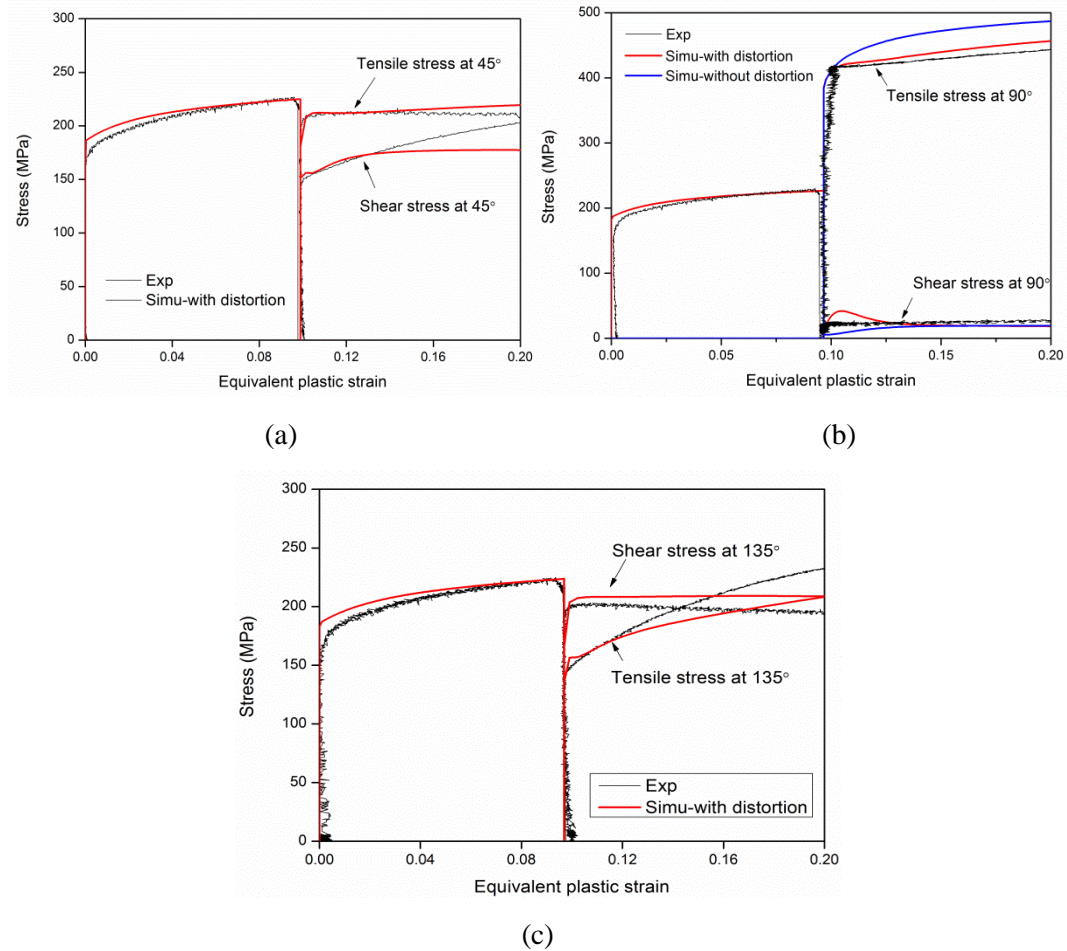 300
250
200
150
100
50
0
Stress (MPa)
Tensile stress at 45°
Shear stress at 45°
Exp
Simu-with distortion
0.00
0.04
0.08
0.12
0.16
0.20
Equivalent plastic strain
(a)
500
400
300
200
100
0
Stress (MPa)
Exp
Simu-with distortion
Simu-without distortion
Tensile stress at 90°
Shear stress at 90°
0.00
0.05
0.10
0.15
0.20
Equivalent plastic strain
(b)
300
250
200
150
100
50
0
Stress (MPa)
Shear stress at 135°
Tensile stress at 135°
Exp
Simu-with distortion
0.00
0.04
0.08
0.12
0.16
0.20
Equivalent plastic strain
(c)